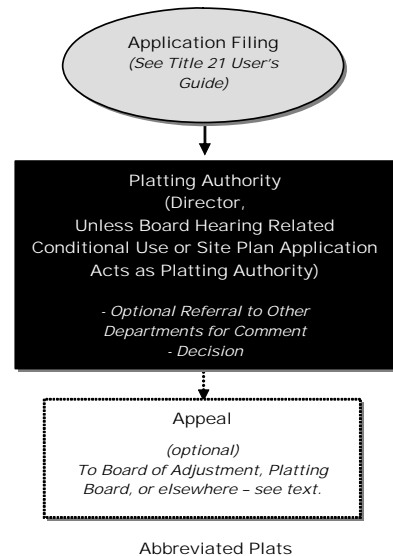 Application Filing
(See Title 21 User's
Guide)
Platting Authority
(Director,
Unless Board Hearing Related
Conditional Use or Site Plan Application
Acts as Platting Authority)
- Optional Referral to Other
Departments for Comment
- Decision
Appeal
(optional)
To Board of Adjustment, Platting
Board, or elsewhere – see text.
Abbreviated Plats